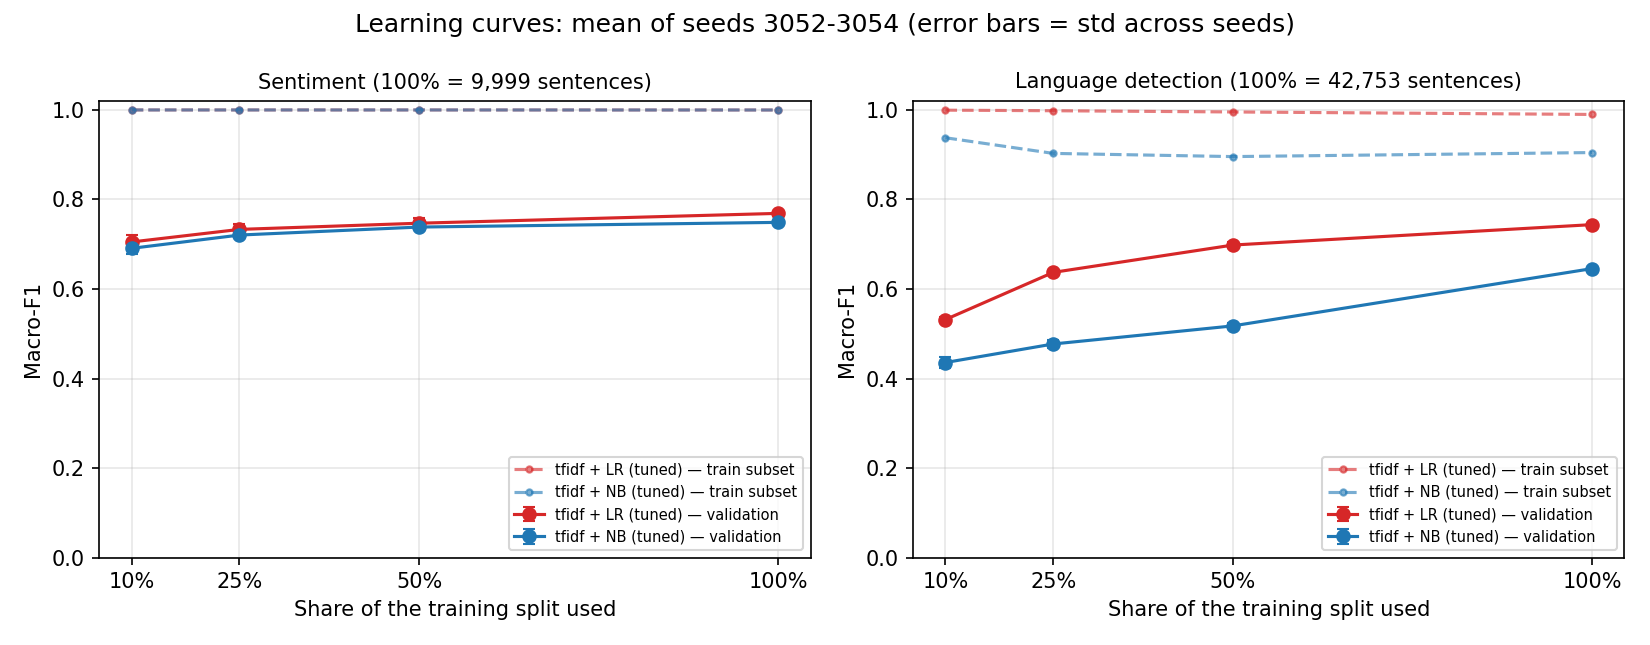 Learning curves: mean of seeds 3052-3054 (error bars = std across seeds)
Sentiment (100% = 9,999 sentences)
Macro-F1
1.0
0.8
0.6
0.4
0.2
0.0
tfidf + LR (tuned) — train subset
tfidf + NB (tuned) — train subset
tfidf + LR (tuned) — validation
tfidf + NB (tuned) — validation
10% 25% 50% 100%
Share of the training split used
Language detection (100% = 42,753 sentences)
Macro-F1
1.0
0.8
0.6
0.4
0.2
0.0
tfidf + LR (tuned) — train subset
tfidf + NB (tuned) — train subset
tfidf + LR (tuned) — validation
tfidf + NB (tuned) — validation
10% 25% 50% 100%
Share of the training split used